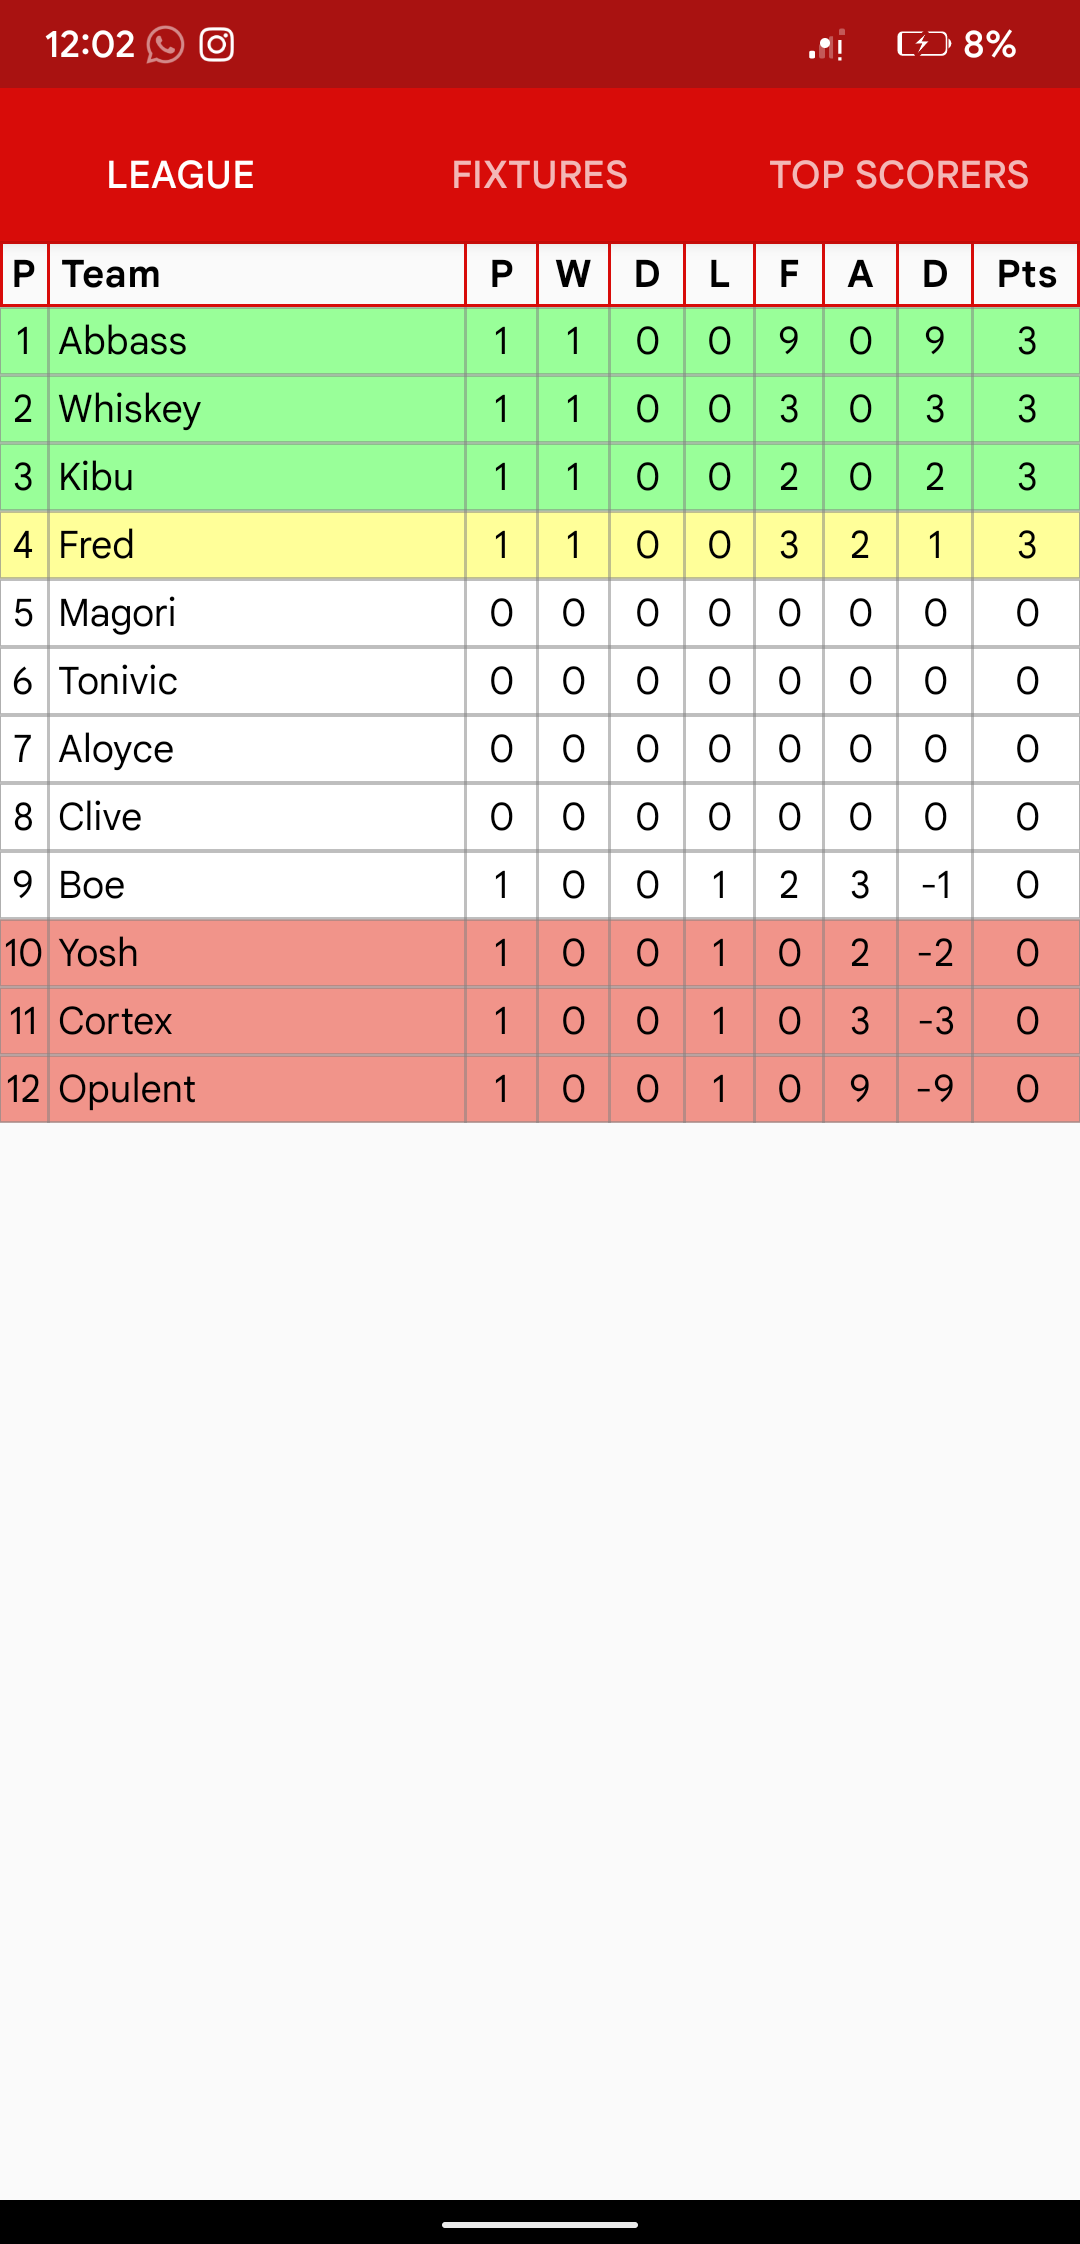 12:02 8%
LEAGUE FIXTURES TOP SCORERS
P Team P W D L F A D Pts
1 Abbass 1 1 0 0 9 0 9 3
2 Whiskey 1 1 0 0 3 0 3 3
3 Kibu 1 1 0 0 2 0 2 3
4 Fred 1 1 0 0 3 2 1 3
5 Magori 0 0 0 0 0 0 0 0
6 Tonivic 0 0 0 0 0 0 0 0
7 Aloyce 0 0 0 0 0 0 0 0
8 Clive 0 0 0 0 0 0 0 0
9 Boe 1 0 0 1 2 3 -1 0
10 Yosh 1 0 0 1 0 2 -2 0
11 Cortex 1 0 0 1 0 3 -3 0
12 Opulent 1 0 0 1 0 9 -9 0